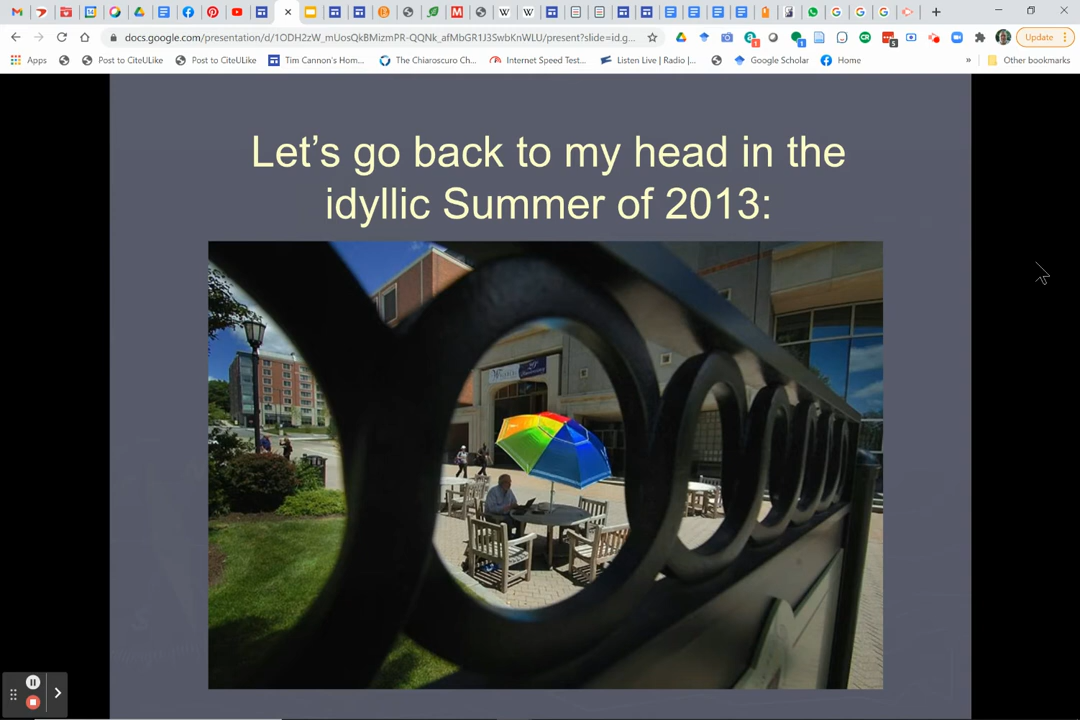 docs.google.com/presentation/d/1ODH2zW_mUosQkBMizmPR-QQNk_afMbGR1J3SwbKnWLU/present?slide=id.g...
Update
Apps
Post to CiteULike
Post to CiteULike
Tim Cannon's Hom...
The Chiaroscuro Ch...
Internet Speed Test...
Listen Live | Radio |...
Google Scholar
Home
»
Other bookmarks
Let's go back to my head in the
idyllic Summer of 2013: